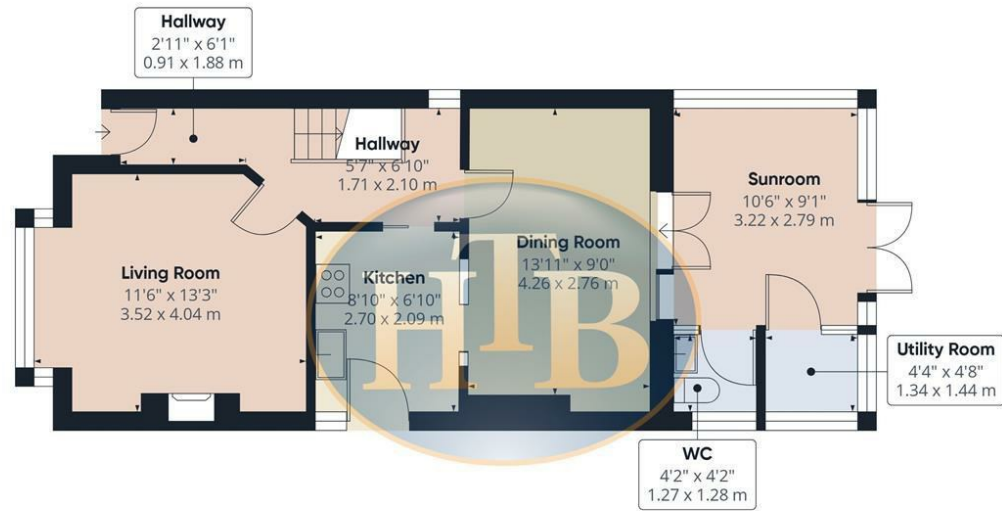 Hallway
2'11" x 6'1"
0.91 x 1.88 m
Hallway
5'7" x 6'10"
1.71 x 2.10 m
Sunroom
10'6" x 9'1"
3.22 x 2.79 m
Living Room
11'6" x 13'3"
3.52 x 4.04 m
Kitchen
8'10" x 6'10"
2.70 x 2.09 m
Dining Room
13'11" x 9'0"
4.26 x 2.76 m
HTB
Utility Room
4'4" x 4'8"
1.34 x 1.44 m
WC
4'2" x 4'2"
1.27 x 1.28 m